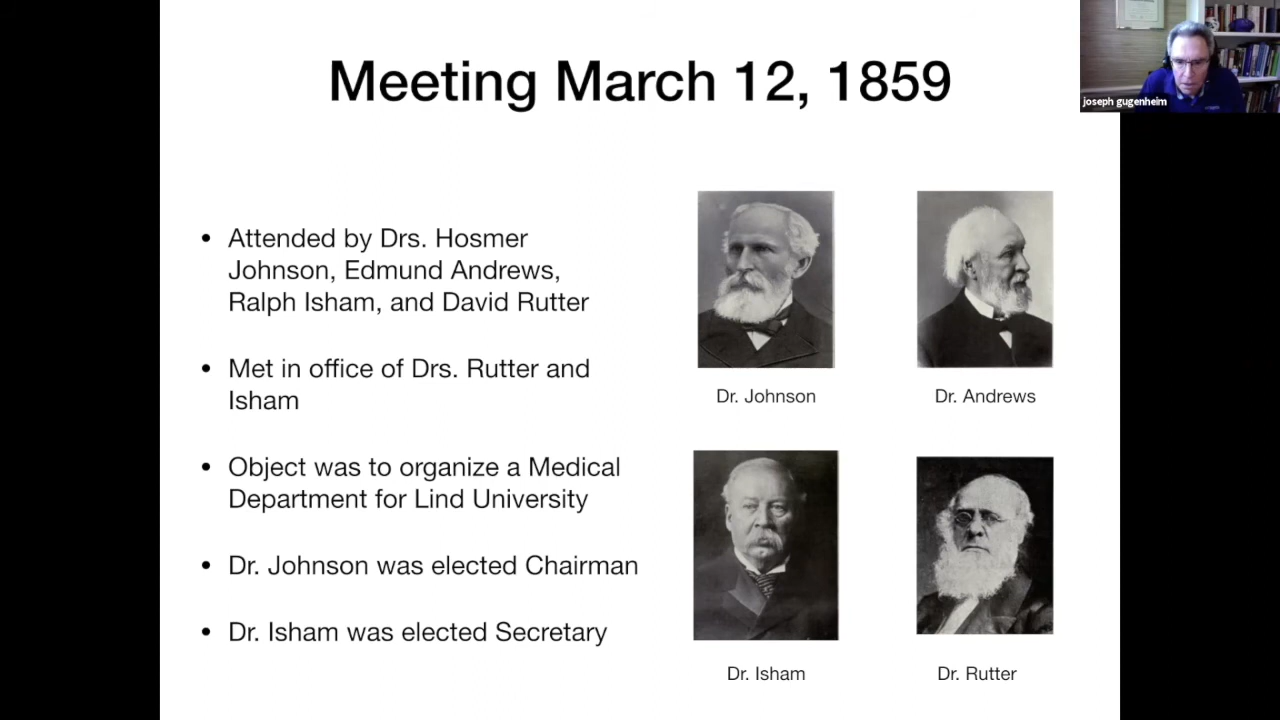 Meeting March 12, 1859
joseph gugenheim
• Attended by Drs. Hosmer
Johnson, Edmund Andrews,
Ralph Isham, and David Rutter
• Met in office of Drs. Rutter and
Isham
• Object was to organize a Medical
Department for Lind University
• Dr. Johnson was elected Chairman
• Dr. Isham was elected Secretary
Dr. Johnson
Dr. Andrews
Dr. Isham
Dr. Rutter